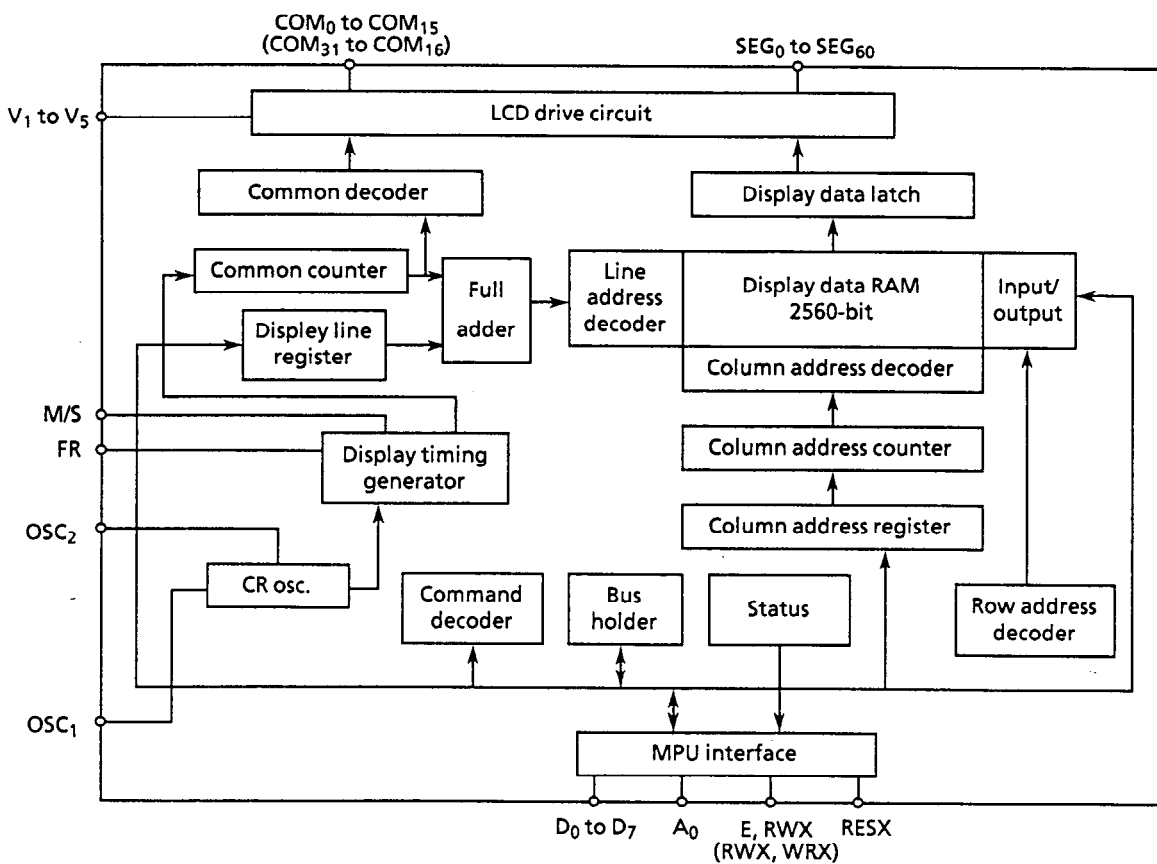 COM₀ to COM₁₅
(COM₃₁ to COM₁₆)
SEG₀ to SEG₆₀
V₁ to V₅
LCD drive circuit
Common decoder
Display data latch
Common counter
Full
adder
Line
address
decoder
Display data RAM
2560-bit
Input/
output
Display line
register
Column address decoder
M/S
FR
Display timing
generator
Column address counter
OSC₂
Column address register
CR osc.
Command
decoder
Bus
holder
Status
Row address
decoder
OSC₁
MPU interface
D₀ to D₇
A₀
E, RWX
(RWX, WRX)
RESX